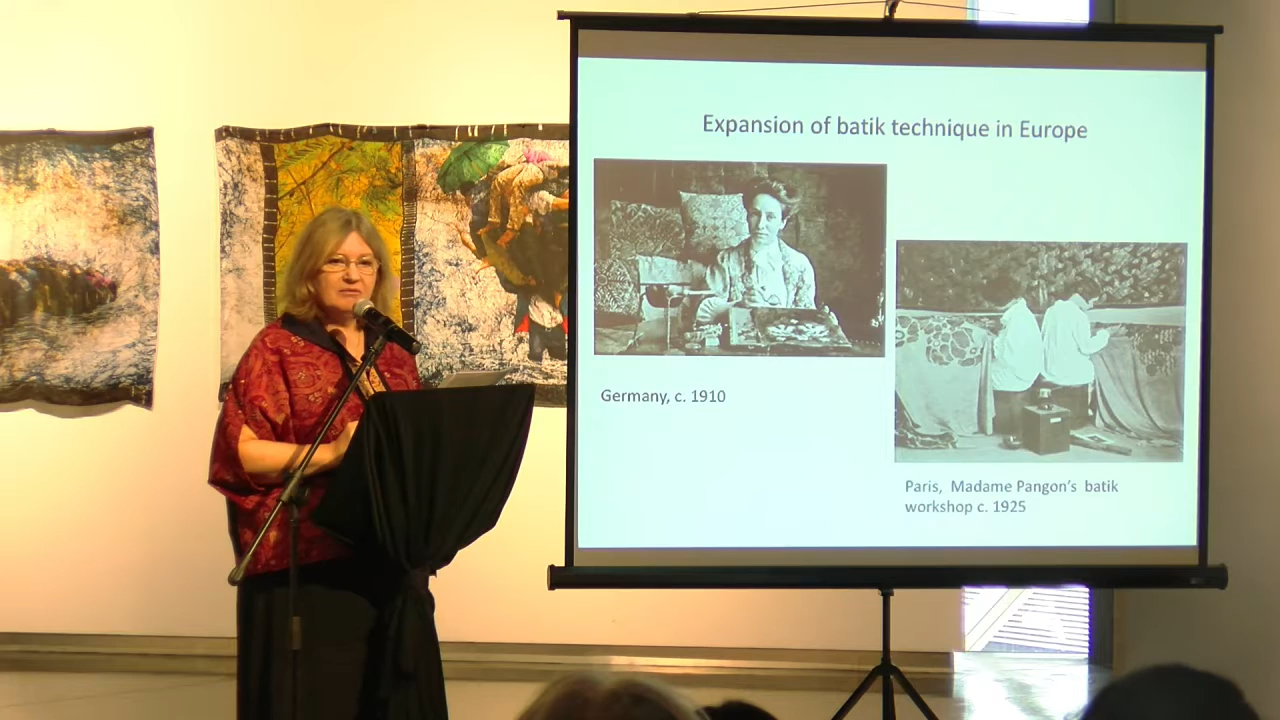 Expansion of batik technique in Europe
Germany, c. 1910
Paris, Madame Pangon's batik
workshop c. 1925